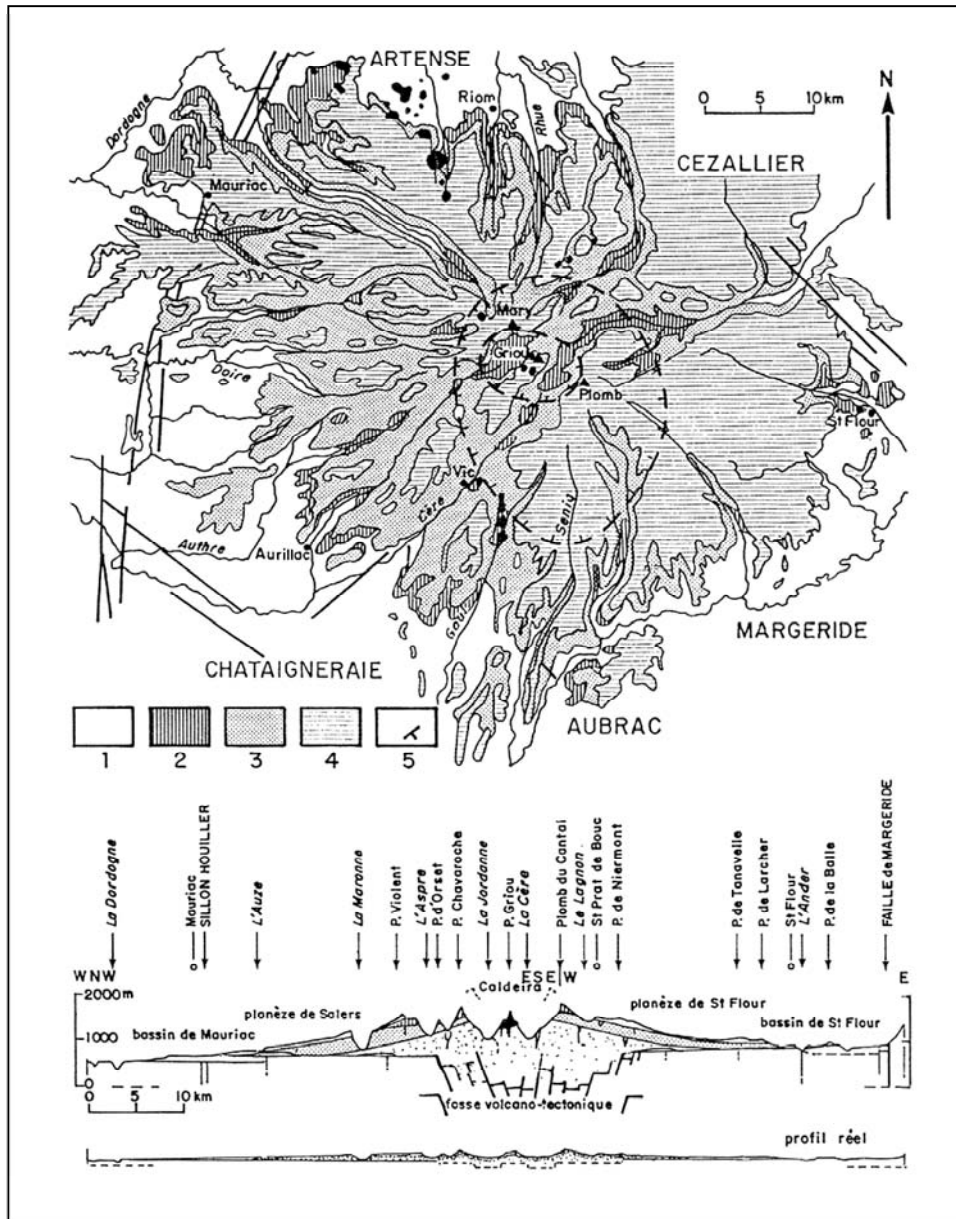 ARTENSE
N
Riom
Dordogne
Rhue
0 5 10 km
CEZALLIER
Mauriac
Mary
Griou
Doire
Plomb
St Flour
Vic
Cère
Authre
Aurillac
MARGERIDE
CHATAIGNERAIE
AUBRAC
1 2 3 4 5
La Dordogne
Mauriac
SILLON HOUILLER
L'Auze
La Maronne
P. Violent
L'Aspre
P. d'Orset
P. Chavaroche
La Jordanne
P. Griou
La Cère
Plomb du Cantal
Le Lagnon
St Prat de Bouc
P. de Niermont
P. de Tanavelle
P. de Larcher
St Flour
L'Ander
P. de la Balle
FAILLE de MARGERIDE
WNW ESE W E
2000m Caldeira
planèze de Salers planèze de St Flour
bassin de Mauriac bassin de St Flour
1000
0
0 10 km
fosse volcano-tectonique
profil réel